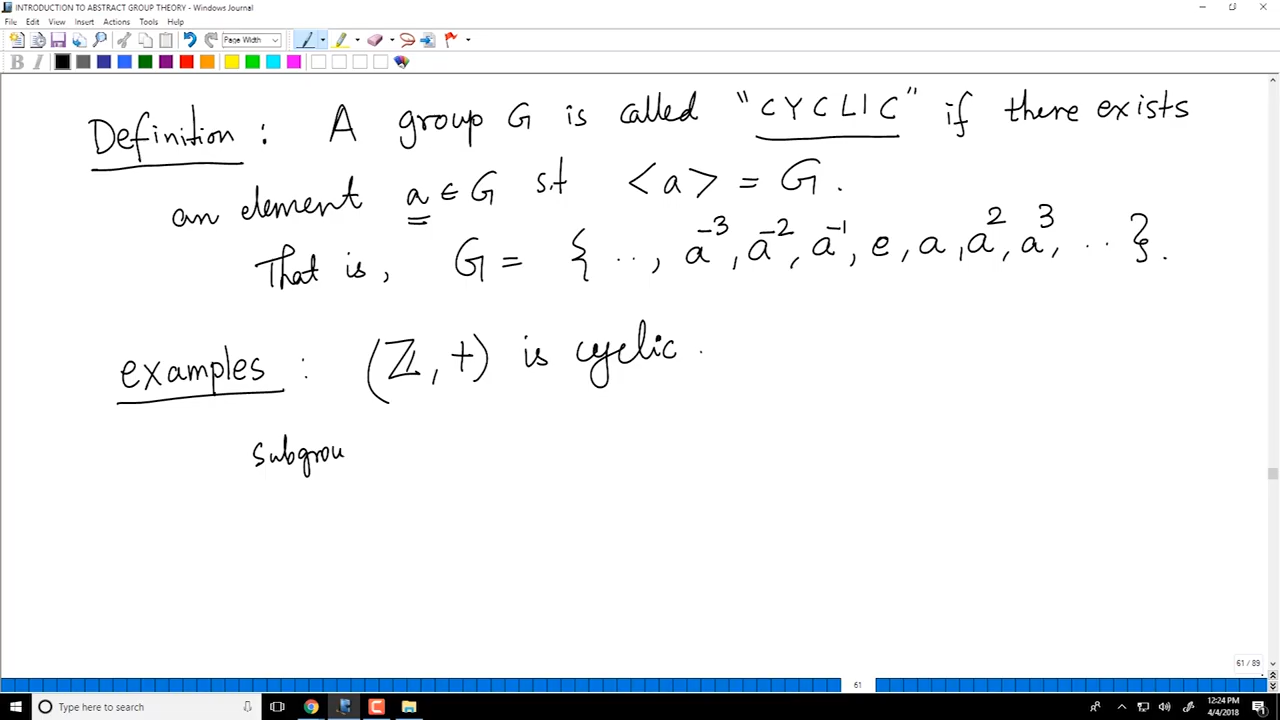 INTRODUCTION TO ABSTRACT GROUP THEORY - Windows Journal
File Edit View Insert Actions Tools Help
Page Width
B I
Definition : A group G is called "CYCLIC" if there exists
an element a ∈ G s.t <a> = G.
That is, G = { .., a⁻³, a⁻², a⁻¹, e, a, a², a³, .. }.
examples : (ℤ, +) is cyclic .
subgrou
61 / 89
61
Type here to search
12:24 PM
4/4/2018